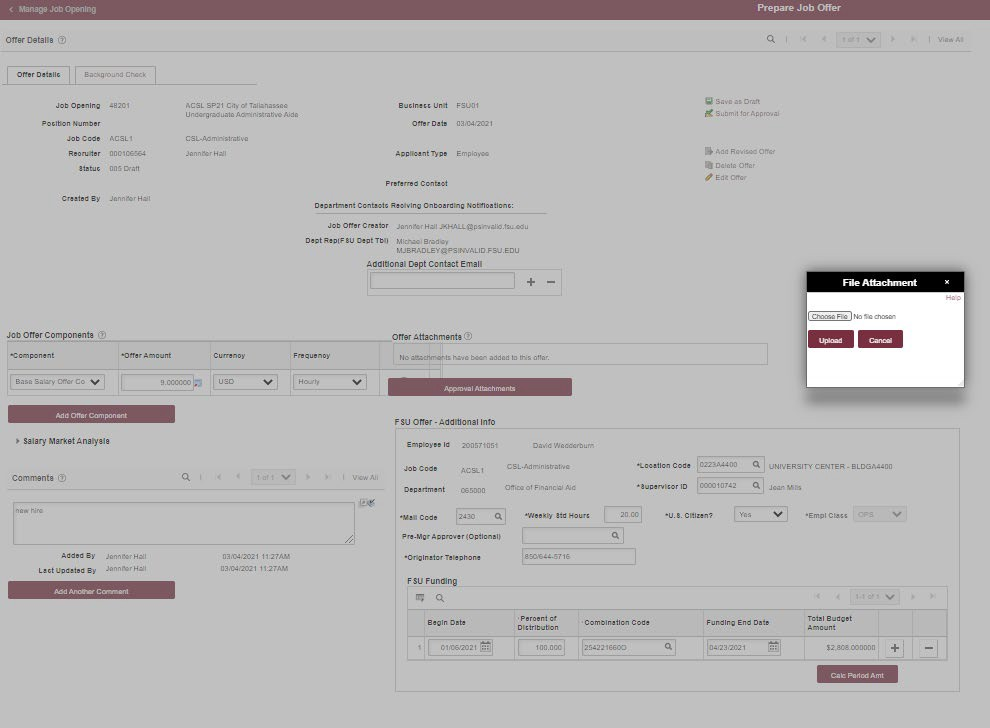 Manage Job Opening
Prepare Job Offer
Offer Details
1 of 1
View All
Offer Details
Background Check
Job Opening 48201 ACSL SP21 City of Tallahassee
Undergraduate Administrative Aide
Business Unit FSU01
Save as Draft
Submit for Approval
Position Number
Offer Date 03/04/2021
Job Code ACSL1 CSL-Administrative
Recruiter 000106564 Jennifer Hall
Applicant Type Employee
Add Revised Offer
Delete Offer
Edit Offer
Status 005 Draft
Preferred Contact
Created By Jennifer Hall
Department Contacts Reciving Onboarding Notifications:
Job Offer Creator Jennifer Hall JKHALL@psinvalid.fsu.edu
Dept Rep(FSU Dept Tbl) Michael Bradley
MJBRADLEY@PSINVALID.FSU.EDU
Additional Dept Contact Email
File Attachment ×
Help
Choose File No file chosen
Upload Cancel
Job Offer Components
*Component *Offer Amount Currency Frequency
Base Salary Offer Co 9.000000 USD Hourly
Add Offer Component
Salary Market Analysis
Offer Attachments
No attachments have been added to this offer.
Approval Attachments
Comments
1 of 1
View All
new hire
Added By Jennifer Hall 03/04/2021 11:27AM
Last Updated By Jennifer Hall 03/04/2021 11:27AM
Add Another Comment
FSU Offer - Additional Info
Employee Id 200571051 David Wedderburn
Job Code ACSL1 CSL-Administrative
*Location Code 0223A4400 UNIVERSITY CENTER - BLDGA4400
Department 065000 Office of Financial Aid
*Supervisor ID 000010742 Jean Mills
*Mail Code 2430 *Weekly Std Hours 20.00 *U.S. Citizen? Yes *Empl Class OPS
Pre-Mgr Approver (Optional)
*Originator Telephone 850/644-5716
FSU Funding
1-1 of 1
Begin Date Percent of Distribution Combination Code Funding End Date Total Budget Amount
1 01/06/2021 100.000 254221660O 04/23/2021 $2,808.000000
Calc Period Amt